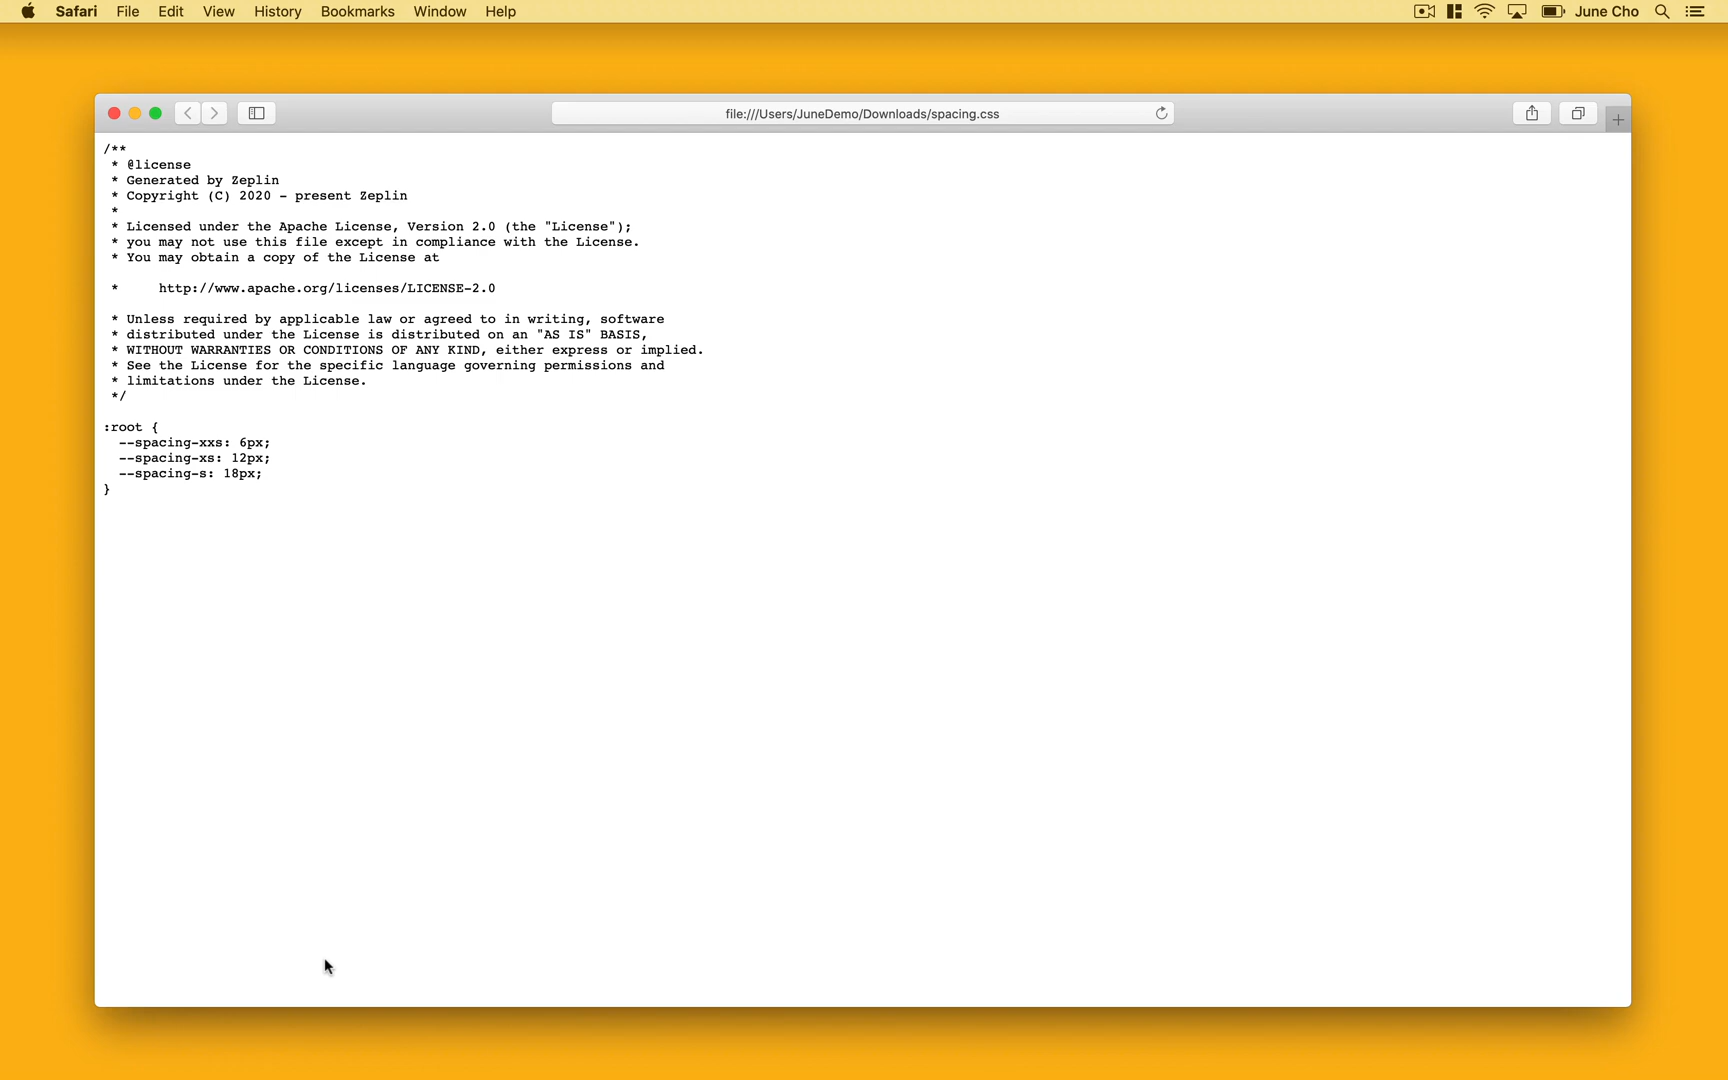 Safari File Edit View History Bookmarks Window Help June Cho
file:///Users/JuneDemo/Downloads/spacing.css
/**
 * @license
 * Generated by Zeplin
 * Copyright (C) 2020 - present Zeplin
 *
 * Licensed under the Apache License, Version 2.0 (the "License");
 * you may not use this file except in compliance with the License.
 * You may obtain a copy of the License at
 *     http://www.apache.org/licenses/LICENSE-2.0
 * Unless required by applicable law or agreed to in writing, software
 * distributed under the License is distributed on an "AS IS" BASIS,
 * WITHOUT WARRANTIES OR CONDITIONS OF ANY KIND, either express or implied.
 * See the License for the specific language governing permissions and
 * limitations under the License.
 */
:root {
  --spacing-xxs: 6px;
  --spacing-xs: 12px;
  --spacing-s: 18px;
}